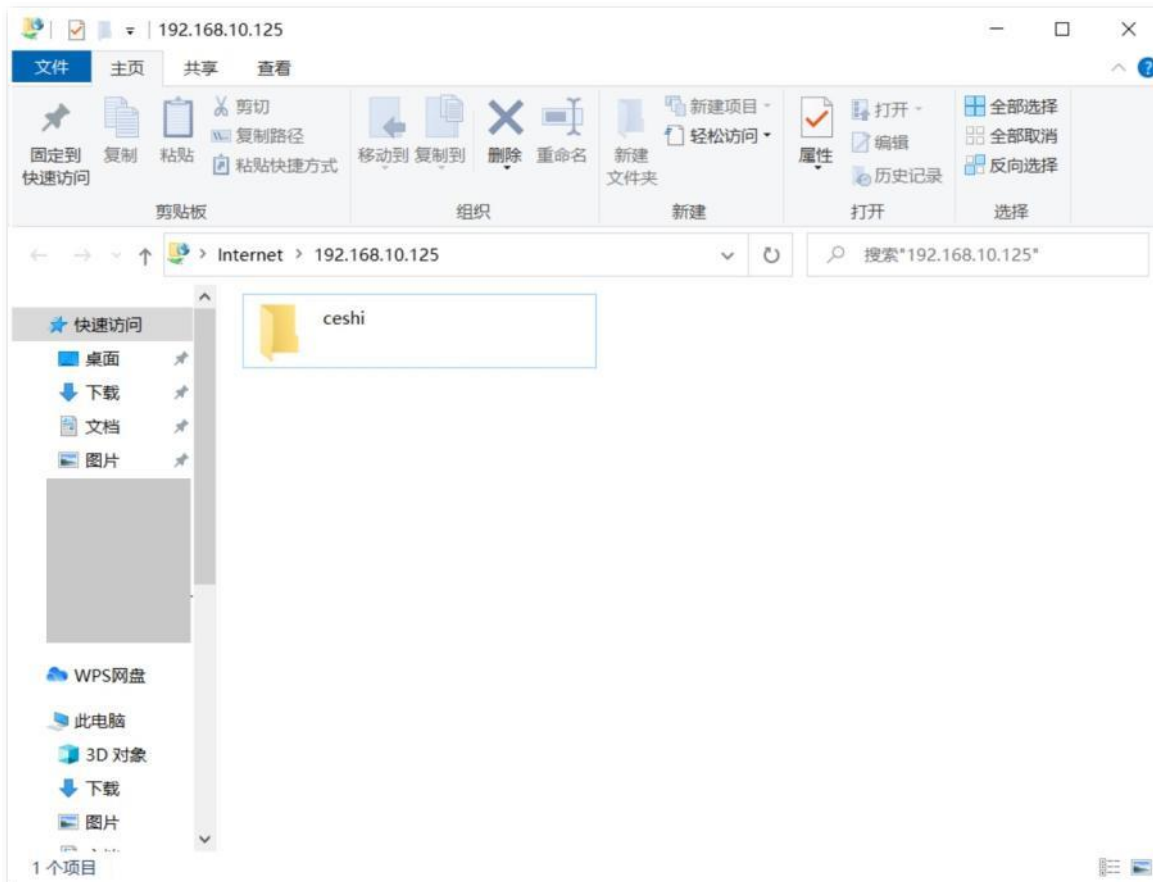 192.168.10.125
文件 主页 共享 查看
固定到快速访问
复制
粘贴
剪切
复制路径
粘贴快捷方式
剪贴板
移动到
复制到
删除
重命名
组织
新建文件夹
新建项目
轻松访问
新建
属性
打开
编辑
历史记录
打开
全部选择
全部取消
反向选择
选择
Internet > 192.168.10.125
搜索"192.168.10.125"
快速访问
桌面
下载
文档
图片
WPS网盘
此电脑
3D 对象
下载
图片
ceshi
1 个项目